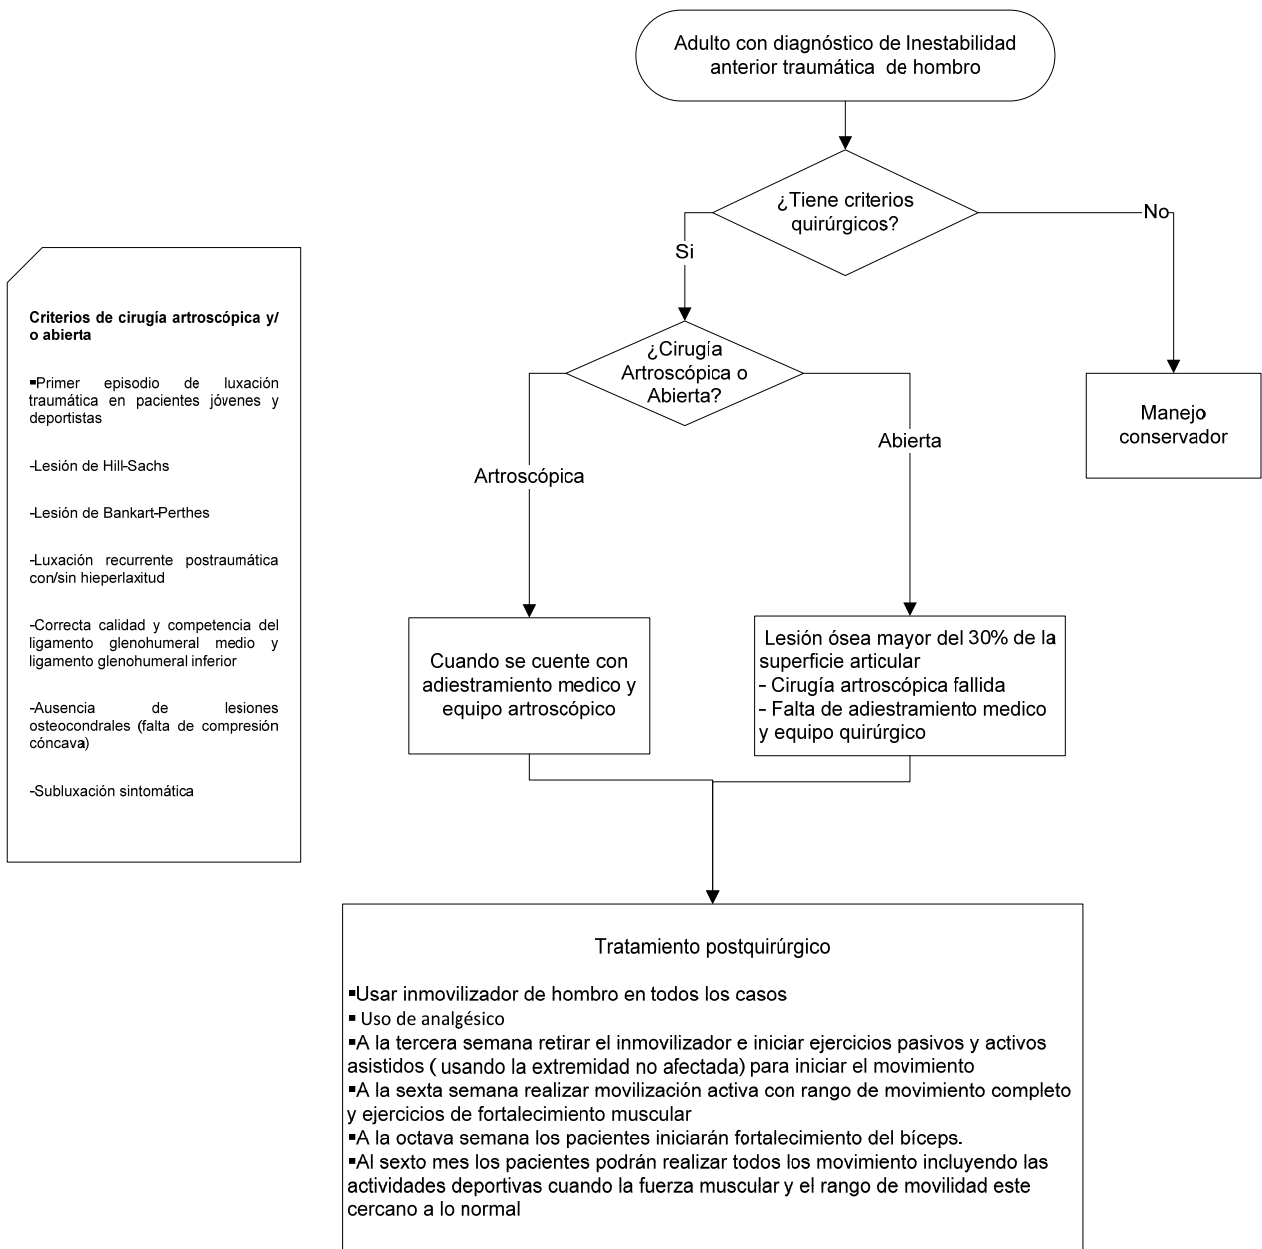 Adulto con diagnóstico de Inestabilidad
anterior traumática de hombro
¿Tiene criterios
quirúrgicos?
No
Si
Criterios de cirugía artroscópica y/
o abierta
▪Primer episodio de luxación
traumática en pacientes jóvenes y
deportistas
-Lesión de Hill-Sachs
-Lesión de Bankart-Perthes
-Luxación recurrente postraumática
con/sin hieperlaxitud
-Correcta calidad y competencia del
ligamento glenohumeral medio y
ligamento glenohumeral inferior
-Ausencia de lesiones
osteocondrales (falta de compresión
cóncava)
-Subluxación sintomática
¿Cirugía
Artroscópica o
Abierta?
Manejo
conservador
Artroscópica
Abierta
Cuando se cuente con
adiestramiento medico y
equipo artroscópico
Lesión ósea mayor del 30% de la
superficie articular
- Cirugía artroscópica fallida
- Falta de adiestramiento medico
y equipo quirúrgico
Tratamiento postquirúrgico
▪Usar inmovilizador de hombro en todos los casos
▪ Uso de analgésico
▪A la tercera semana retirar el inmovilizador e iniciar ejercicios pasivos y activos
asistidos ( usando la extremidad no afectada) para iniciar el movimiento
▪A la sexta semana realizar movilización activa con rango de movimiento completo
y ejercicios de fortalecimiento muscular
▪A la octava semana los pacientes iniciarán fortalecimiento del bíceps.
▪Al sexto mes los pacientes podrán realizar todos los movimiento incluyendo las
actividades deportivas cuando la fuerza muscular y el rango de movilidad este
cercano a lo normal